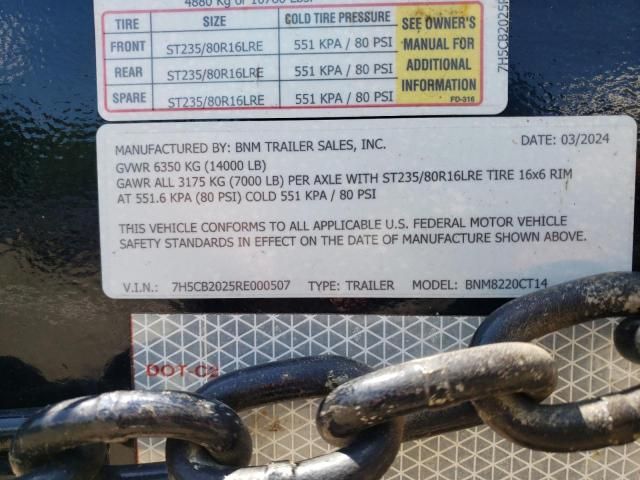 4880 Kg or 10760 LBS.
TIRE SIZE COLD TIRE PRESSURE
FRONT ST235/80R16LRE 551 KPA / 80 PSI
REAR ST235/80R16LRE 551 KPA / 80 PSI
SPARE ST235/80R16LRE 551 KPA / 80 PSI
SEE OWNER'S
MANUAL FOR
ADDITIONAL
INFORMATION
FD-316
7H5CB2025R
MANUFACTURED BY: BNM TRAILER SALES, INC. DATE: 03/2024
GVWR 6350 KG (14000 LB)
GAWR ALL 3175 KG (7000 LB) PER AXLE WITH ST235/80R16LRE TIRE 16x6 RIM
AT 551.6 KPA (80 PSI) COLD 551 KPA / 80 PSI
THIS VEHICLE CONFORMS TO ALL APPLICABLE U.S. FEDERAL MOTOR VEHICLE
SAFETY STANDARDS IN EFFECT ON THE DATE OF MANUFACTURE SHOWN ABOVE.
V.I.N.: 7H5CB2025RE000507 TYPE: TRAILER MODEL: BNM8220CT14
DOT-C2